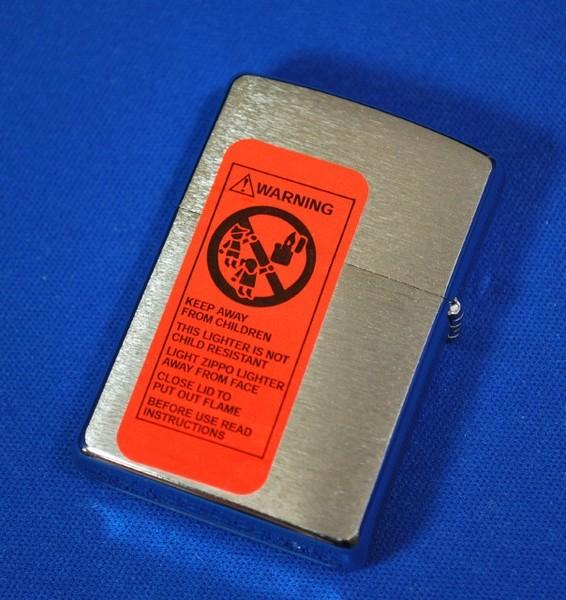 WARNING
KEEP AWAY
FROM CHILDREN
THIS LIGHTER IS NOT
CHILD RESISTANT
LIGHT ZIPPO LIGHTER
AWAY FROM FACE
CLOSE LID TO
PUT OUT FLAME
BEFORE USE READ
INSTRUCTIONS